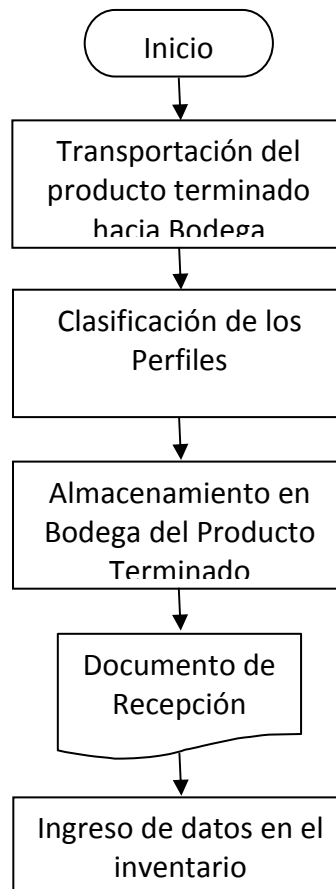 Inicio
Transportación del
producto terminado
hacia Bodega
Clasificación de los
Perfiles
Almacenamiento en
Bodega del Producto
Terminado
Documento de
Recepción
Ingreso de datos en el
inventario